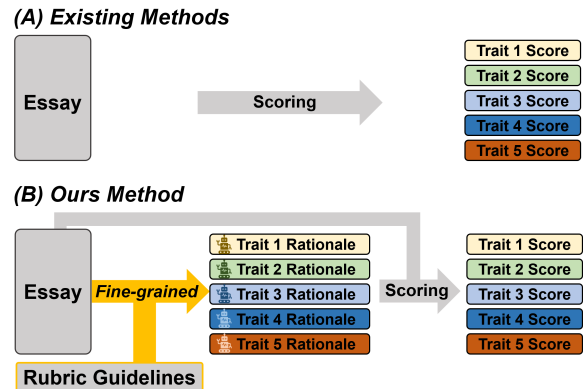 (A) Existing Methods
Essay
Scoring
Trait 1 Score
Trait 2 Score
Trait 3 Score
Trait 4 Score
Trait 5 Score
(B) Ours Method
Essay
Fine-grained
Rubric Guidelines
Trait 1 Rationale
Trait 2 Rationale
Trait 3 Rationale
Trait 4 Rationale
Trait 5 Rationale
Scoring
Trait 1 Score
Trait 2 Score
Trait 3 Score
Trait 4 Score
Trait 5 Score